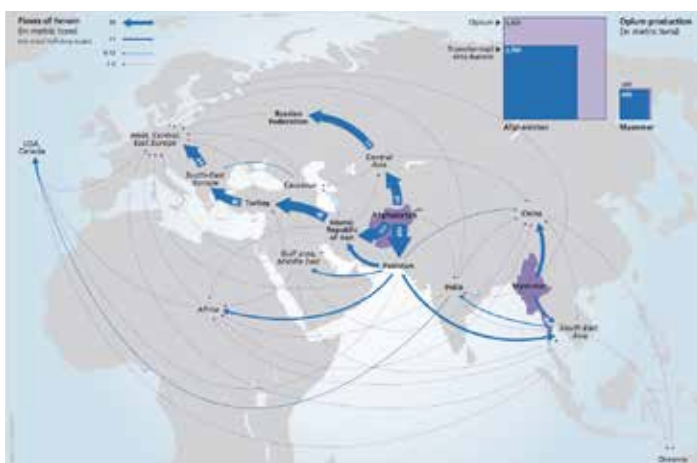 Flows of heroin
(in metric tons)
Opium
Transformed
into heroin
Afghanistan
Opium production
(in metric tons)
Myanmar
USA,
Canada
West, Central,
East Europe
Russian
Federation
South-East
Europe
Caucasus
Central
Asia
Turkey
Afghanistan
Islamic
Republic
of Iran
Pakistan
Gulf area,
Middle East
Africa
India
China
Myanmar
South-East
Asia
Oceania